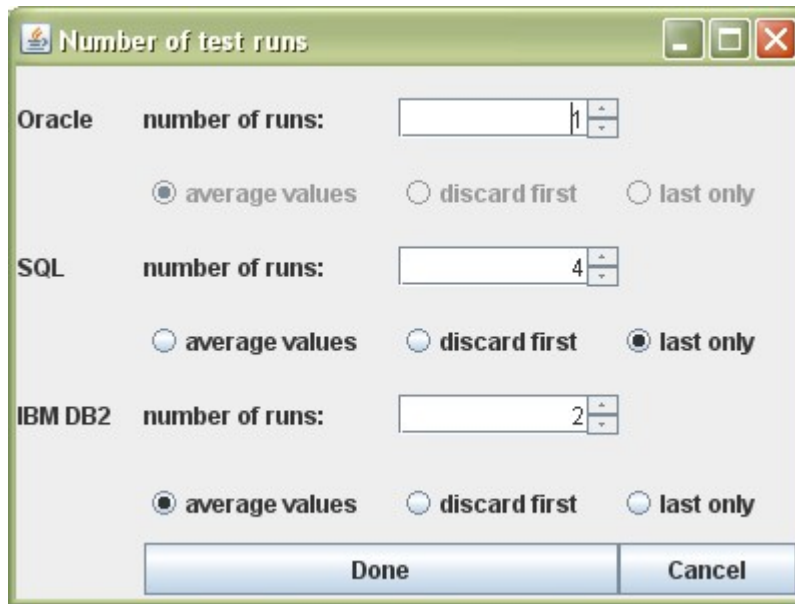 Number of test runs
Oracle number of runs: 1
average values discard first last only
SQL number of runs: 4
average values discard first last only
IBM DB2 number of runs: 2
average values discard first last only
Done Cancel